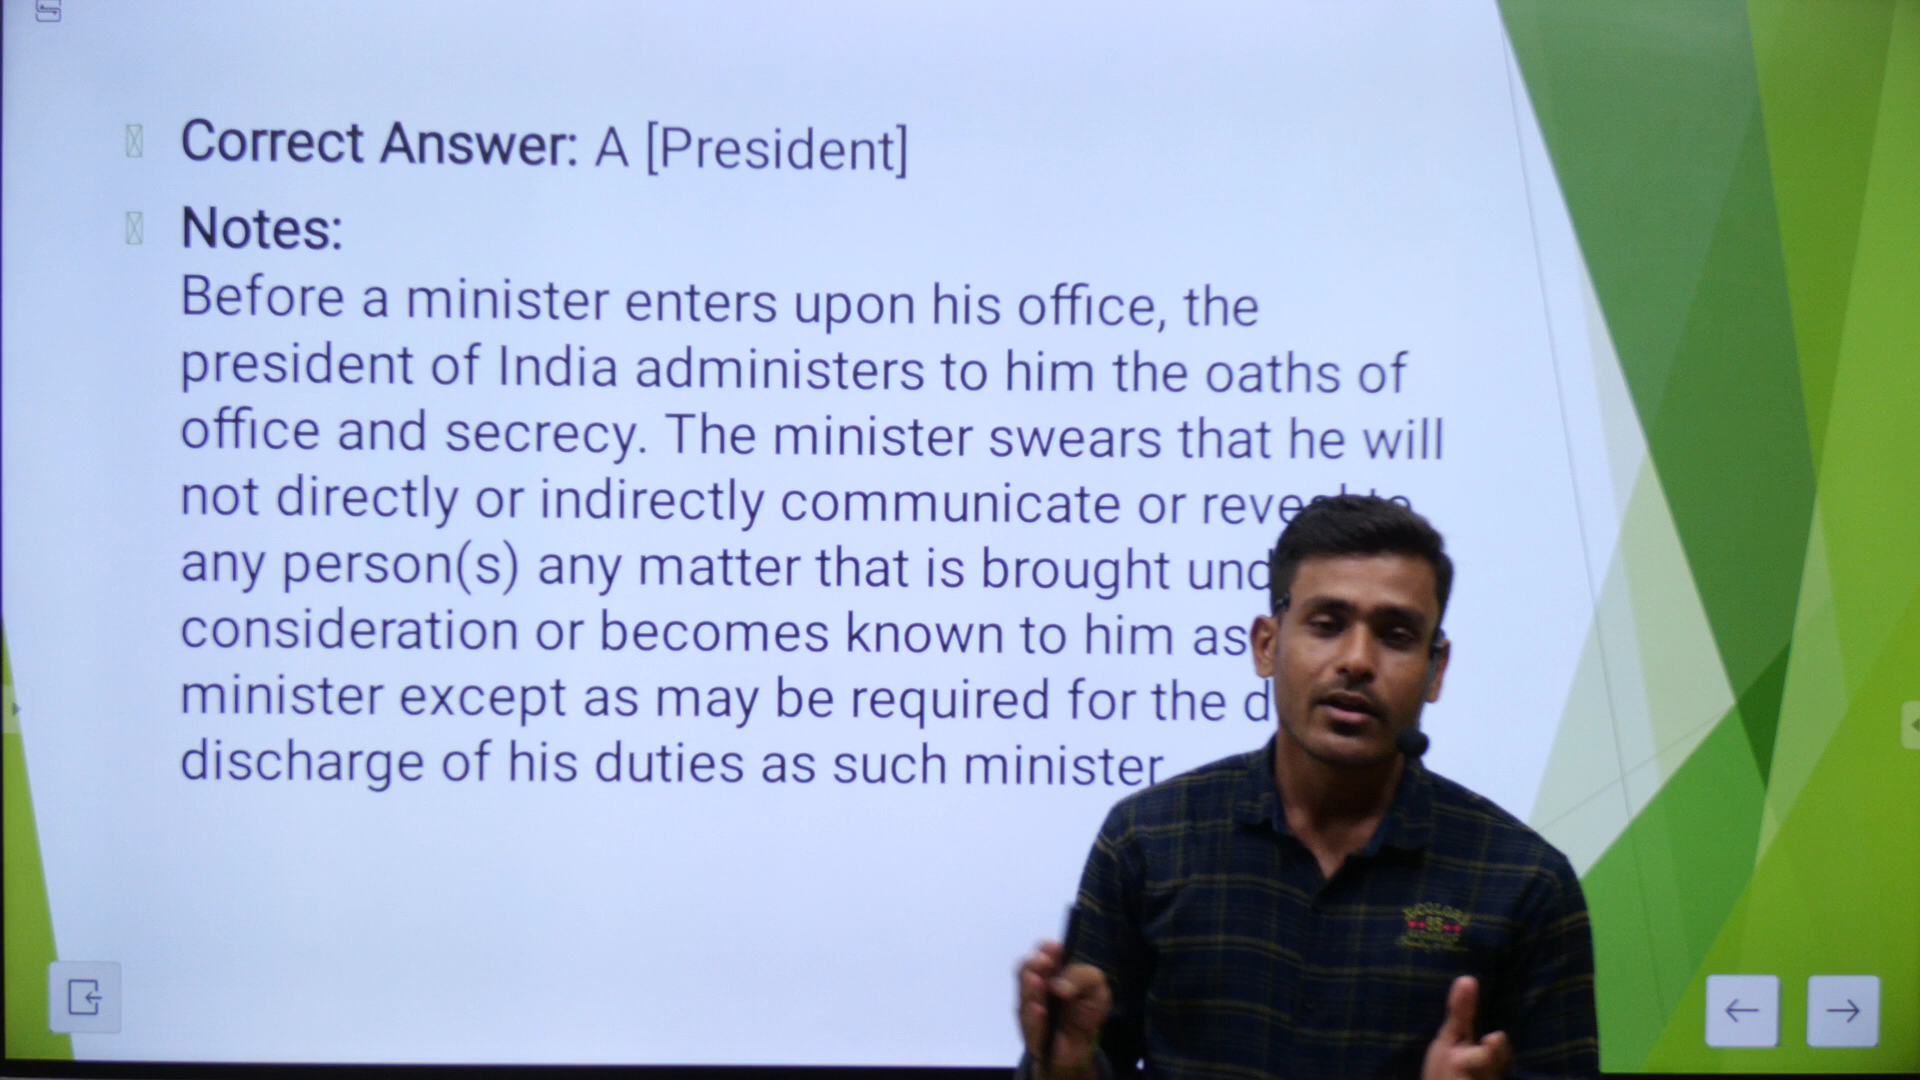 Correct Answer: A [President]
Notes:
Before a minister enters upon his office, the
president of India administers to him the oaths of
office and secrecy. The minister swears that he will
not directly or indirectly communicate or reveal to
any person(s) any matter that is brought
consideration or becomes known to him as
minister except as may be required for the
discharge of his duties as such minister